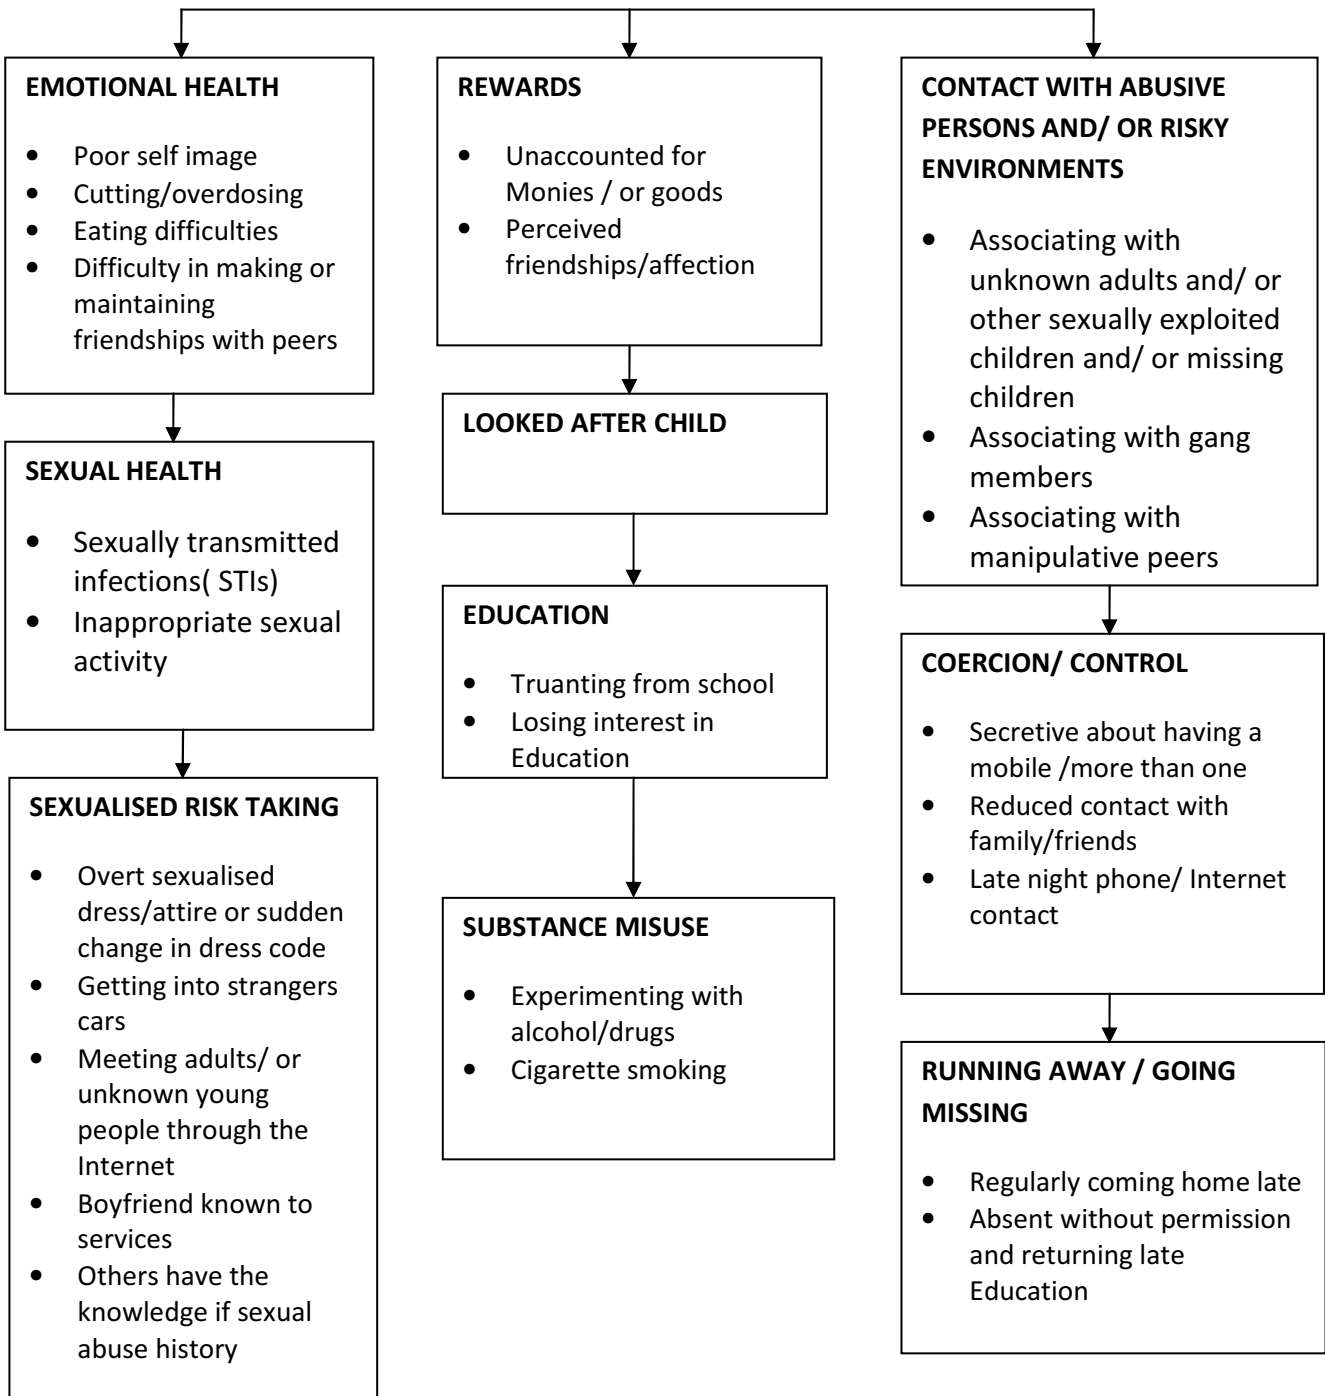 EMOTIONAL HEALTH
• Poor self image
• Cutting/overdosing
• Eating difficulties
• Difficulty in making or
maintaining
friendships with peers
SEXUAL HEALTH
• Sexually transmitted
infections( STIs)
• Inappropriate sexual
activity
SEXUALISED RISK TAKING
• Overt sexualised
dress/attire or sudden
change in dress code
• Getting into strangers
cars
• Meeting adults/ or
unknown young
people through the
Internet
• Boyfriend known to
services
• Others have the
knowledge if sexual
abuse history
REWARDS
• Unaccounted for
Monies / or goods
• Perceived
friendships/affection
LOOKED AFTER CHILD
EDUCATION
• Truanting from school
• Losing interest in
Education
SUBSTANCE MISUSE
• Experimenting with
alcohol/drugs
• Cigarette smoking
CONTACT WITH ABUSIVE
PERSONS AND/ OR RISKY
ENVIRONMENTS
• Associating with
unknown adults and/ or
other sexually exploited
children and/ or missing
children
• Associating with gang
members
• Associating with
manipulative peers
COERCION/ CONTROL
• Secretive about having a
mobile /more than one
• Reduced contact with
family/friends
• Late night phone/ Internet
contact
RUNNING AWAY / GOING
MISSING
• Regularly coming home late
• Absent without permission
and returning late
Education